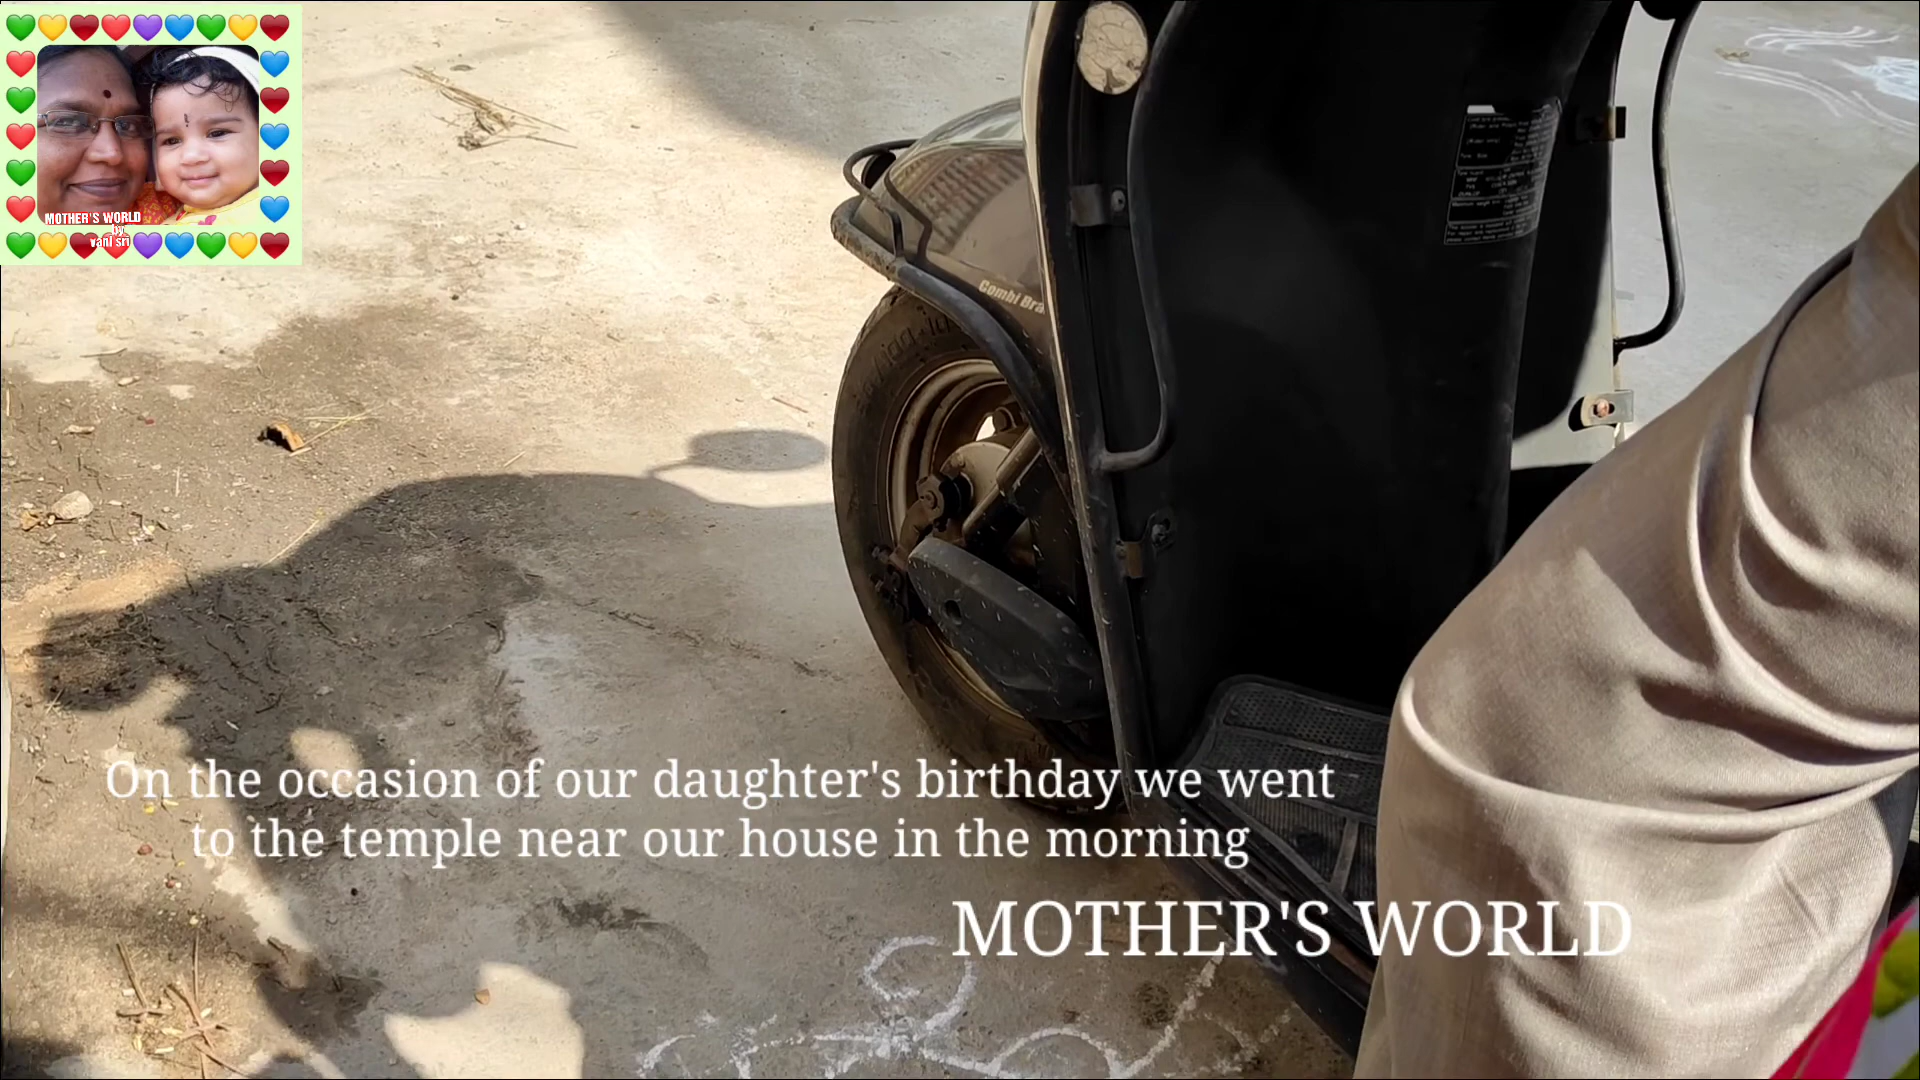 MOTHER'S WORLD
by
vani sri
Combi Bra
On the occasion of our daughter's birthday we went
to the temple near our house in the morning
MOTHER'S WORLD